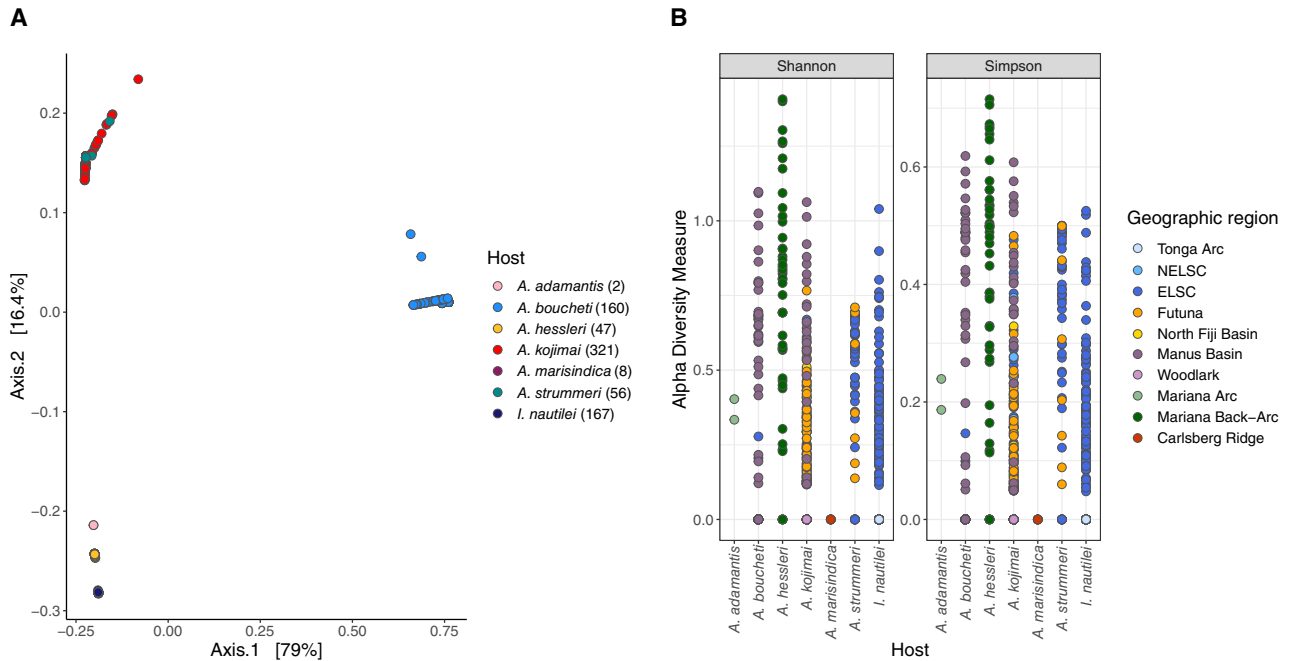 A
B
Axis.2 [16.4%]
0.2
0.1
0.0
−0.1
−0.2
−0.3
−0.25
0.00
0.25
0.50
0.75
Axis.1 [79%]
Host
A. adamantis (2)
A. boucheti (160)
A. hessleri (47)
A. kojimai (321)
A. marisindica (8)
A. strummeri (56)
I. nautilei (167)
Alpha Diversity Measure
Shannon
1.0
0.5
0.0
A. adamantis
A. boucheti
A. hessleri
A. kojimai
A. marisindica
A. strummeri
I. nautilei
Simpson
0.6
0.4
0.2
0.0
A. adamantis
A. boucheti
A. hessleri
A. kojimai
A. marisindica
A. strummeri
I. nautilei
Host
Geographic region
Tonga Arc
NELSC
ELSC
Futuna
North Fiji Basin
Manus Basin
Woodlark
Mariana Arc
Mariana Back−Arc
Carlsberg Ridge